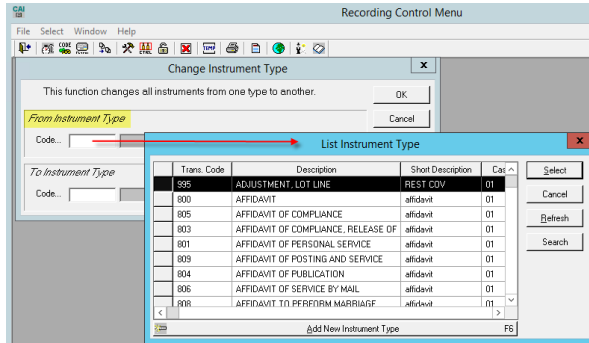 CAI
Recording Control Menu
File Select Window Help
CODE
TEMP
Change Instrument Type
x
This function changes all instruments from one type to another.
OK
From Instrument Type
Cancel
Code...
List Instrument Type
x
To Instrument Type
Code...
Trans. Code Description Short Description Cas
Select
995 ADJUSTMENT, LOT LINE REST COV 01
800 AFFIDAVIT affidavit 01
Cancel
805 AFFIDAVIT OF COMPLIANCE affidavit 01
803 AFFIDAVIT OF COMPLIANCE, RELEASE OF affidavit 01
Refresh
801 AFFIDAVIT OF PERSONAL SERVICE affidavit 01
Search
809 AFFIDAVIT OF POSTING AND SERVICE affidavit 01
804 AFFIDAVIT OF PUBLICATION affidavit 01
806 AFFIDAVIT OF SERVICE BY MAIL affidavit 01
808 AFFIDAVIT TO PERFORM MARRIAGE affidavit 01
Add New Instrument Type F6